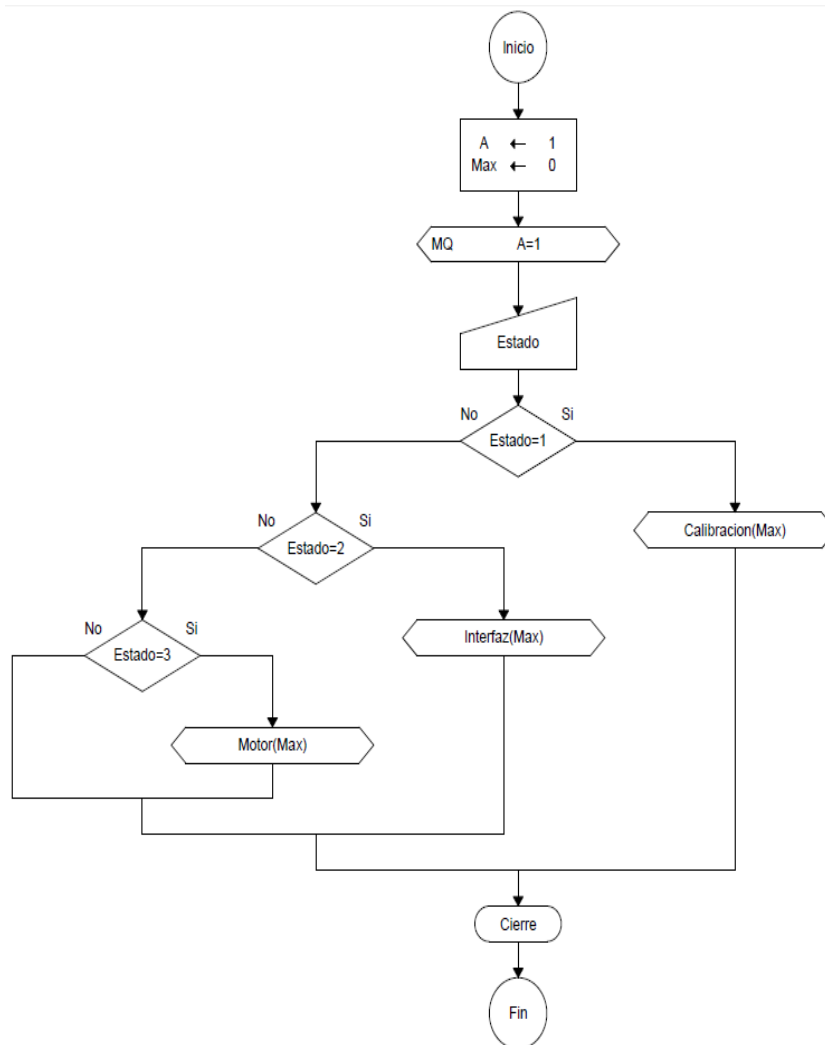 Inicio
A ← 1
Max ← 0
MQ A=1
Estado
No Si
Estado=1
No Si
Calibracion(Max)
Estado=2
No Si
Interfaz(Max)
Estado=3
Motor(Max)
Cierre
Fin